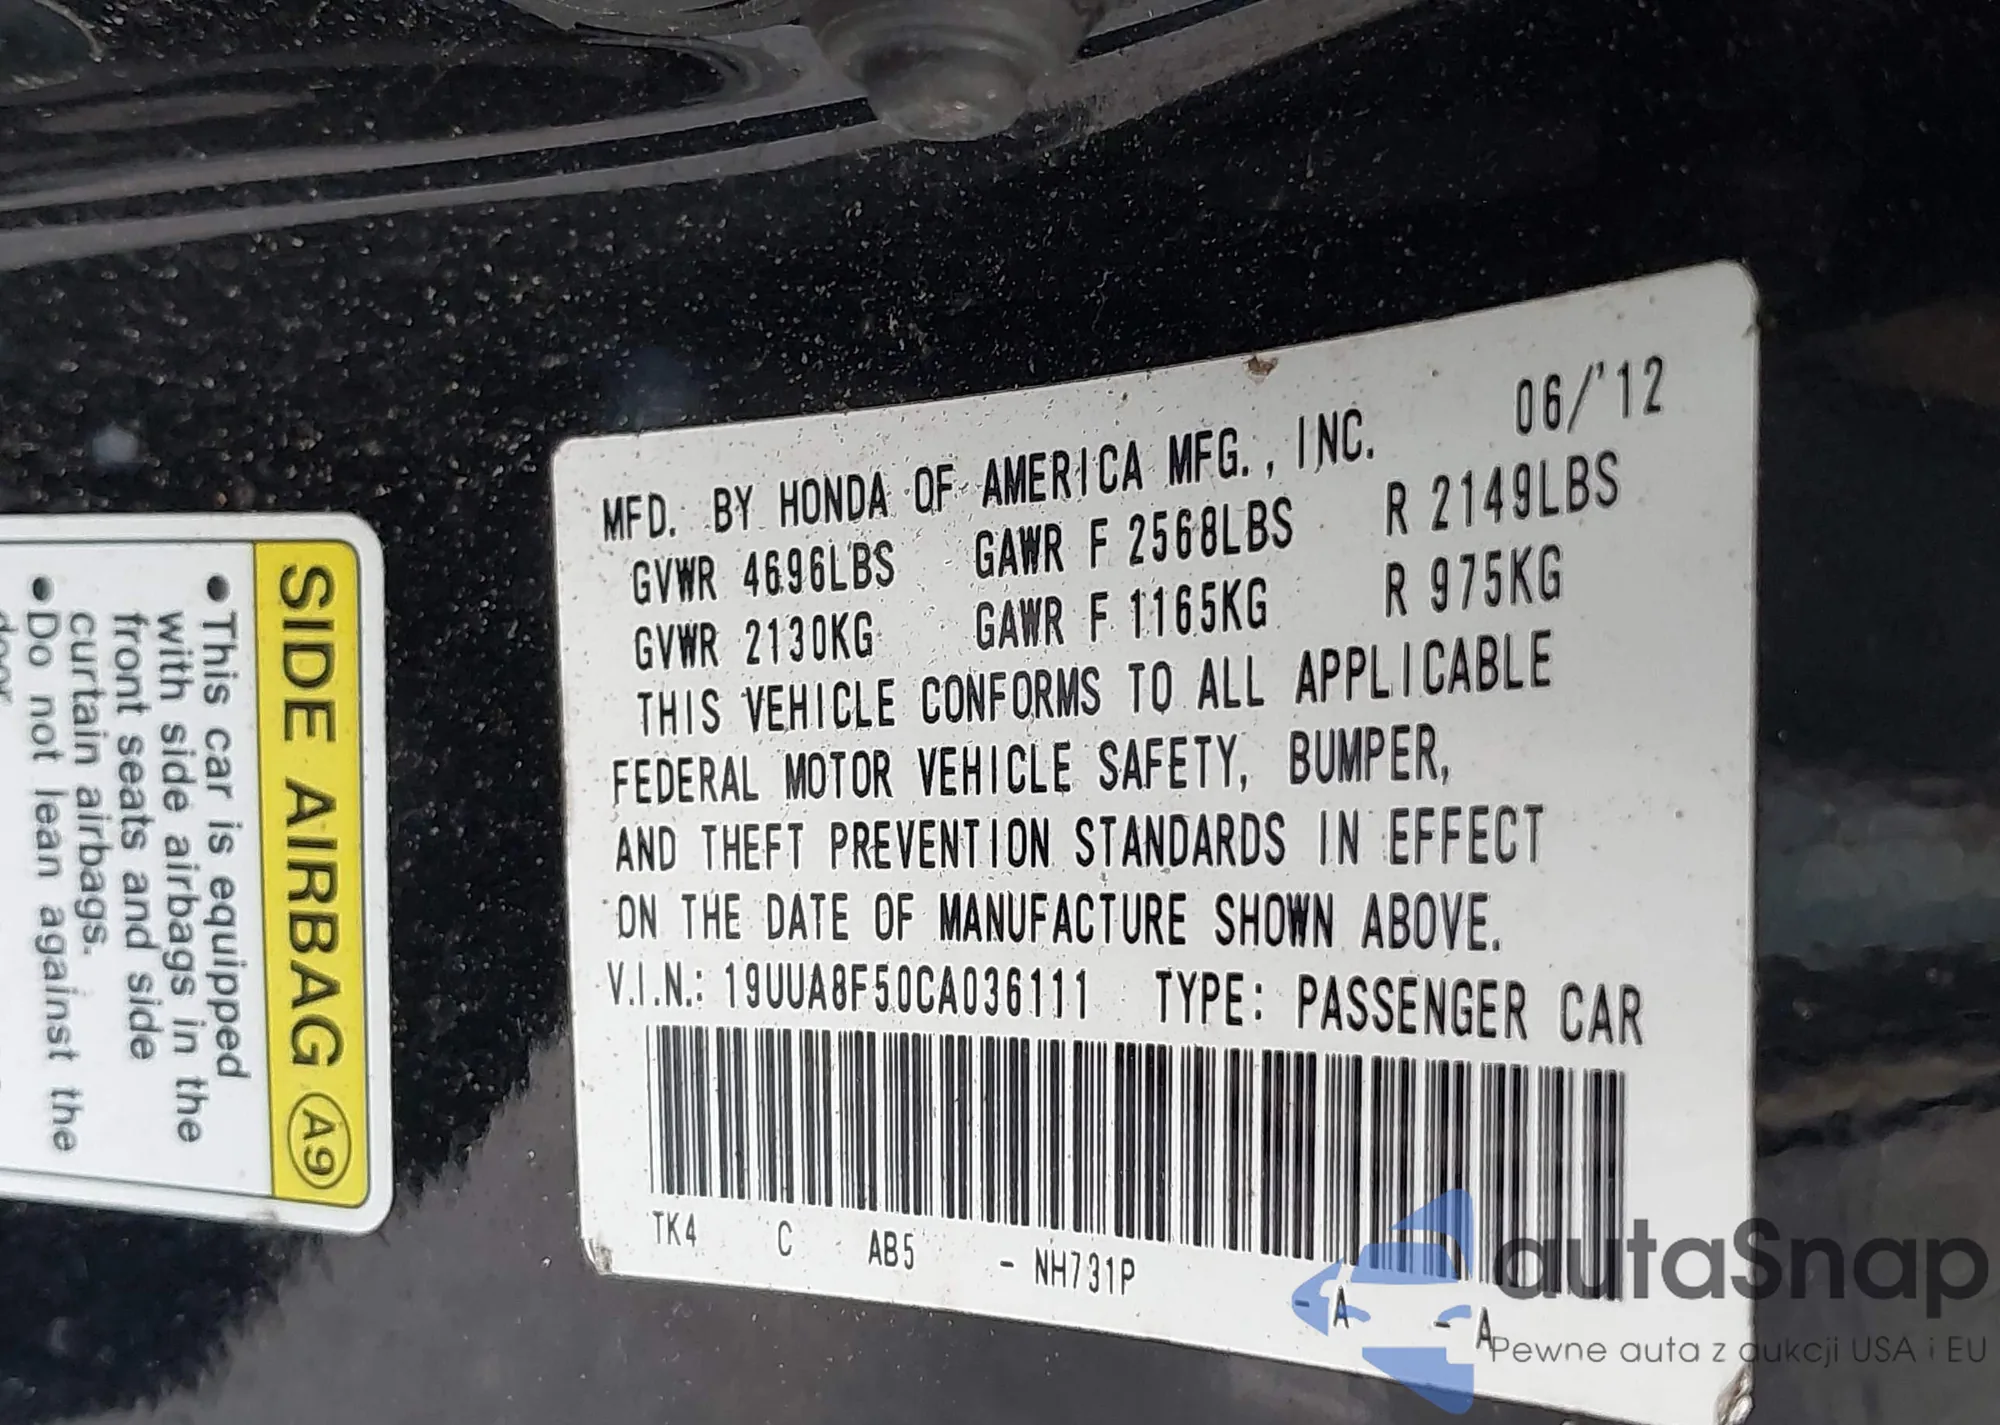 06/'12
MFD. BY HONDA OF AMERICA MFG., INC.
GVWR 4696LBS GAWR F 2568LBS R 2149LBS
GVWR 2130KG GAWR F 1165KG R 975KG
THIS VEHICLE CONFORMS TO ALL APPLICABLE
FEDERAL MOTOR VEHICLE SAFETY, BUMPER,
AND THEFT PREVENTION STANDARDS IN EFFECT
ON THE DATE OF MANUFACTURE SHOWN ABOVE.
V.I.N.: 19UUA8F50CA036111 TYPE: PASSENGER CAR
TK4 C AB5 - NH731P - A - A
SIDE AIRBAG A9
• This car is equipped
with side airbags in the
front seats and side
curtain airbags.
• Do not lean against the
autaSnap
Pewne auta z aukcji USA i EU